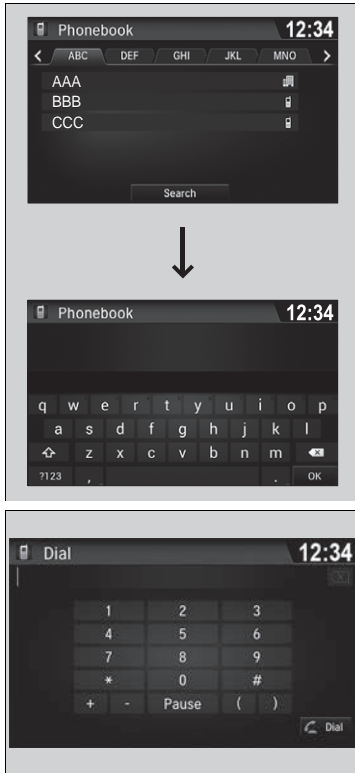 Phonebook 12:34
< ABC DEF GHI JKL MNO >
AAA
BBB
CCC
Search
Phonebook 12:34
q w e r t y u i o p
a s d f g h j k l
z x c v b n m
?123 , . OK
Dial 12:34
1 2 3
4 5 6
7 8 9
* 0 #
+ - Pause ( )
Dial